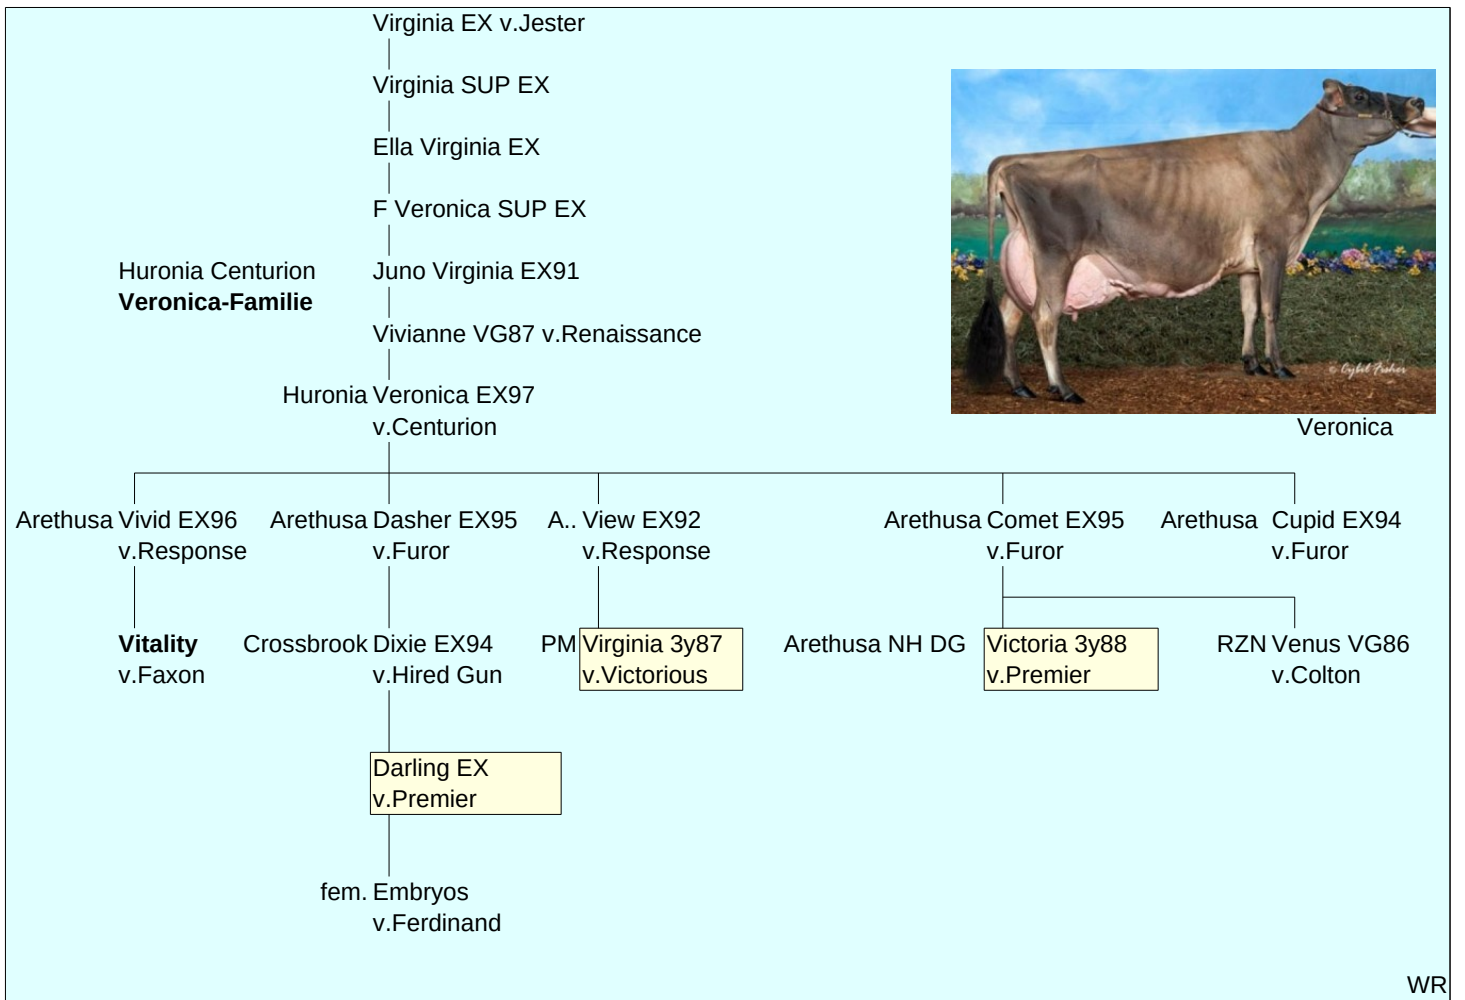 Virginia EX v.Jester
Virginia SUP EX
Ella Virginia EX
F Veronica SUP EX
Huronia Centurion Juno Virginia EX91
Veronica-Familie
Vivianne VG87 v.Renaissance
Huronia Veronica EX97
v.Centurion
© Cybil Fisher
Veronica
Arethusa Vivid EX96 Arethusa Dasher EX95 A.. View EX92 Arethusa Comet EX95 Arethusa Cupid EX94
v.Response v.Furor v.Response v.Furor v.Furor
Vitality Crossbrook Dixie EX94 PM Virginia 3y87 Arethusa NH DG Victoria 3y88 RZN Venus VG86
v.Faxon v.Hired Gun v.Victorious v.Premier v.Colton
Darling EX
v.Premier
fem. Embryos
v.Ferdinand
WR